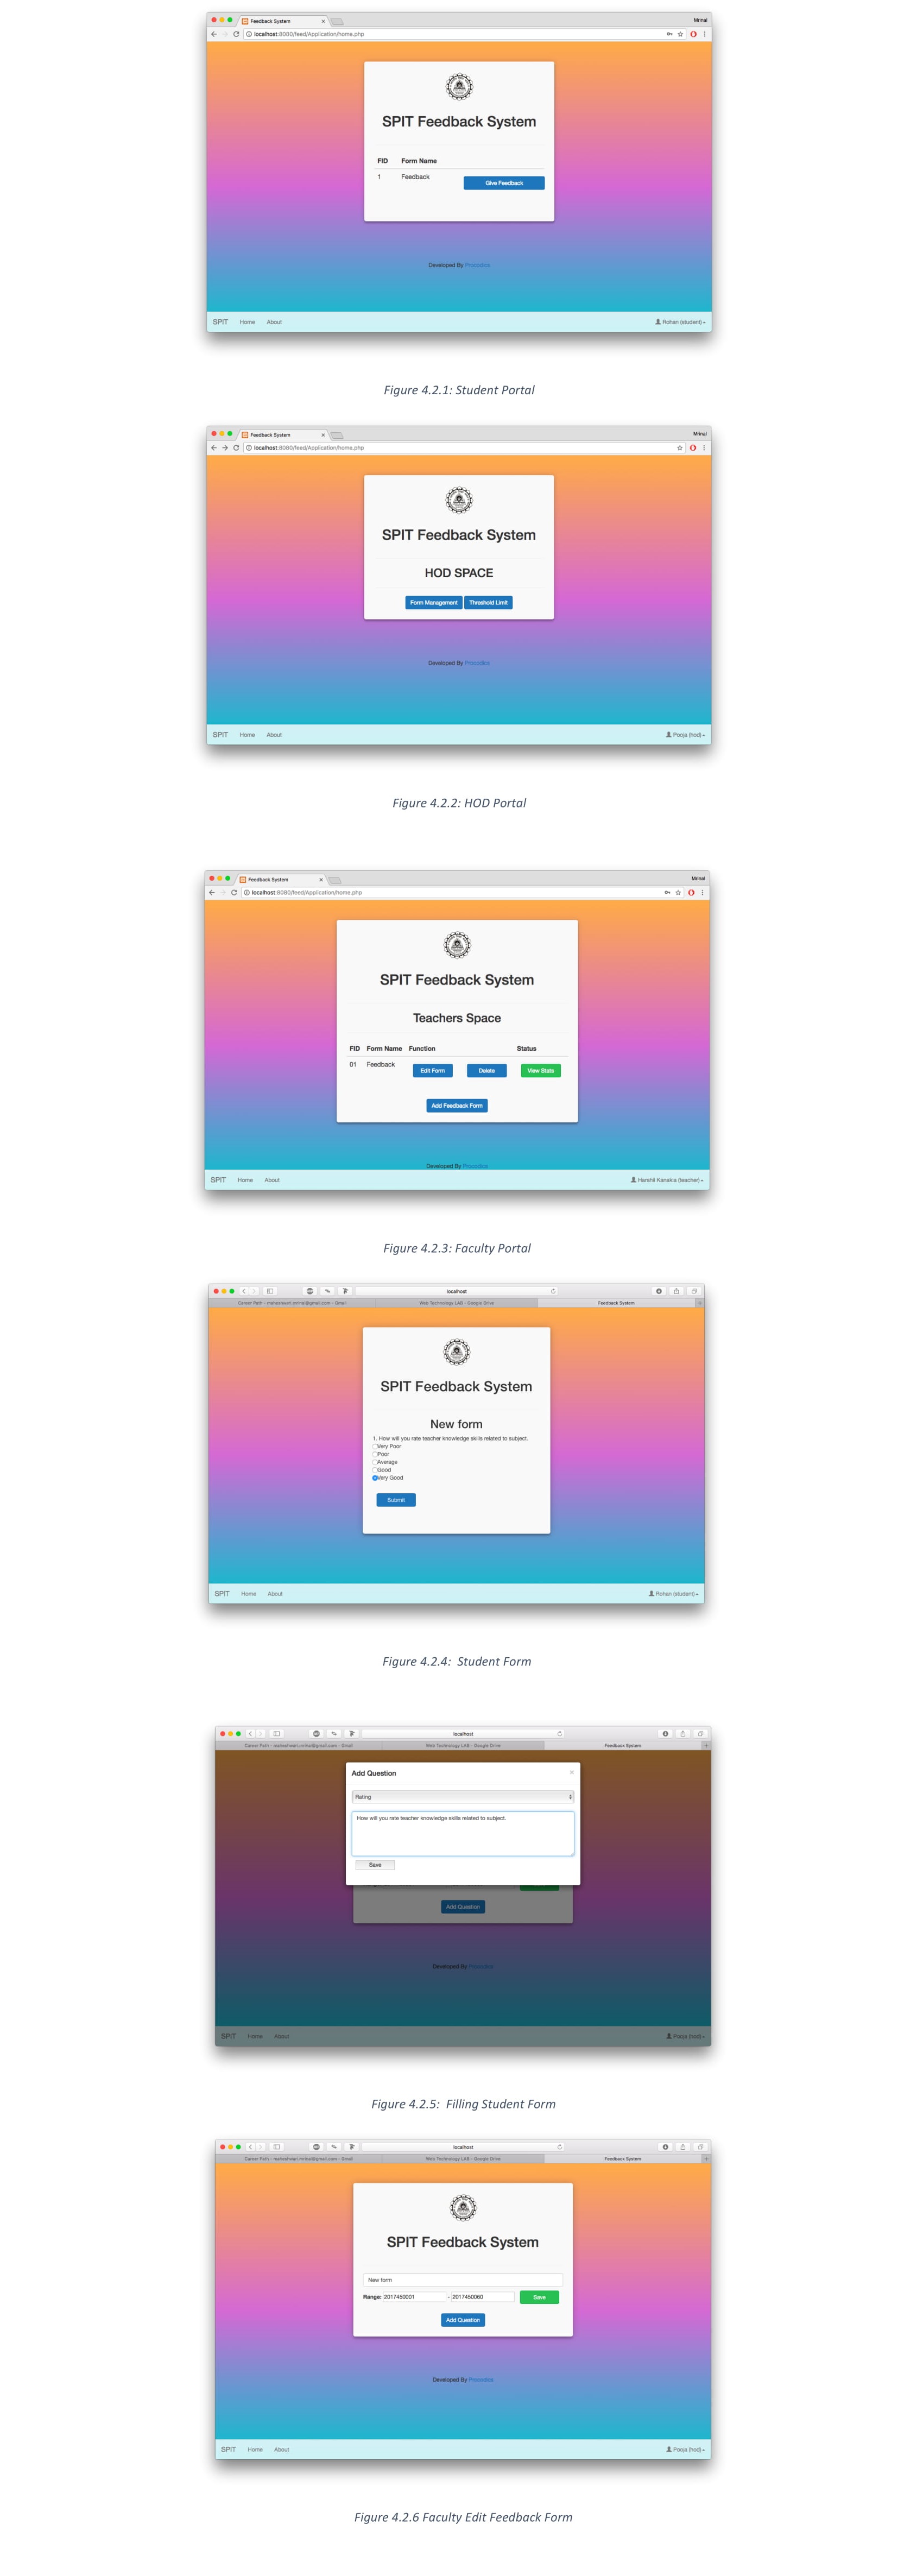 Feedback System
Mrinal
localhost:8080/feed/Application/home.php
SPIT Feedback System
FID Form Name
1 Feedback Give Feedback
Developed By
SPIT Home About Rohan (student)
Figure 4.2.1: Student Portal
Feedback System
Mrinal
localhost:8080/feed/Application/home.php
SPIT Feedback System
HOD SPACE
Form Management Threshold Limit
Developed By
SPIT Home About Pooja (hod)
Figure 4.2.2: HOD Portal
Feedback System
Mrinal
localhost:8080/feed/Application/home.php
SPIT Feedback System
Teachers Space
FID Form Name Function Status
01 Feedback Edit Form Delete View Stats
Add Feedback Form
Developed By
SPIT Home About Harshil Kanakia (teacher)
Figure 4.2.3: Faculty Portal
localhost
Career Path - maheshwari.mrinal@gmail.com - Gmail Web Technology LAB - Google Drive Feedback System
SPIT Feedback System
New form
1. How will you rate teacher knowledge skills related to subject.
Very Poor
Poor
Average
Good
Very Good
Submit
SPIT Home About Rohan (student)
Figure 4.2.4: Student Form
localhost
Career Path - maheshwari.mrinal@gmail.com - Gmail Web Technology LAB - Google Drive Feedback System
Add Question
Rating
How will you rate teacher knowledge skills related to subject.
Save
Add Question
Developed By
SPIT Home About Pooja (hod)
Figure 4.2.5: Filling Student Form
localhost
Career Path - maheshwari.mrinal@gmail.com - Gmail Web Technology LAB - Google Drive Feedback System
SPIT Feedback System
New form
Range: 2017450001 - 2017450060 Save
Add Question
Developed By
SPIT Home About Pooja (hod)
Figure 4.2.6 Faculty Edit Feedback Form